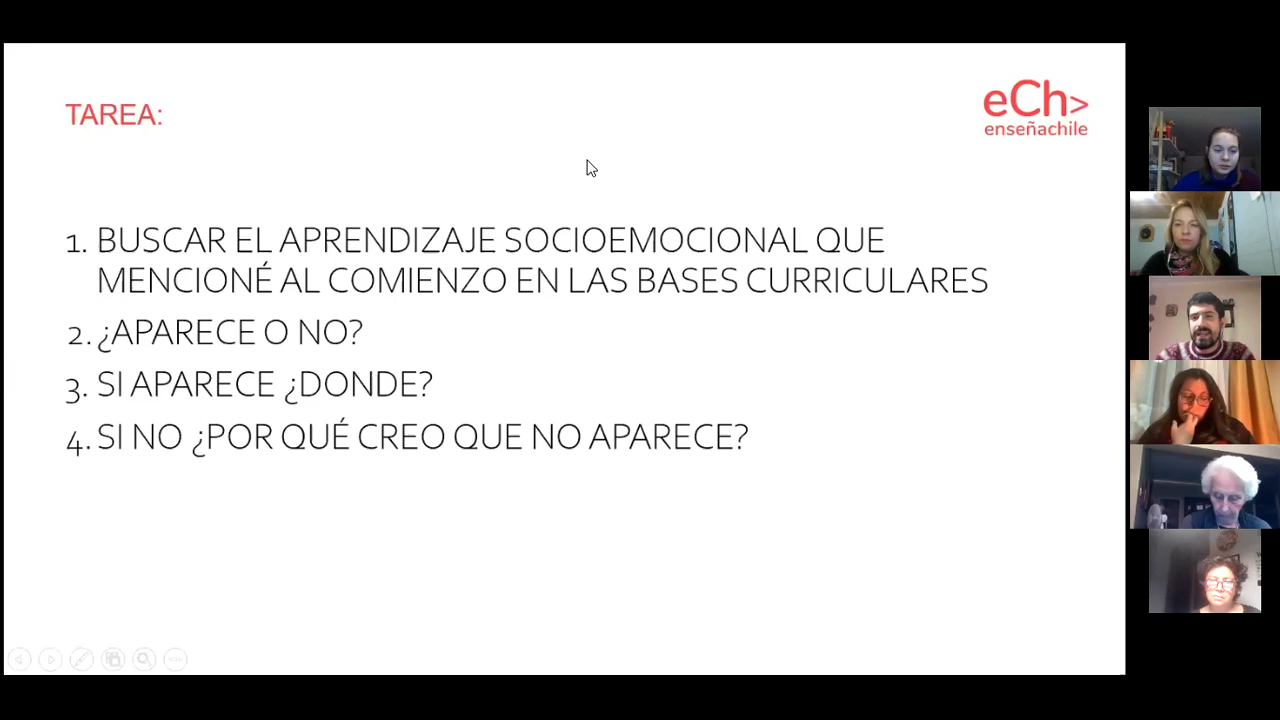 TAREA:
eCh>
enseñachile
1. BUSCAR EL APRENDIZAJE SOCIOEMOCIONAL QUE
MENCIONÉ AL COMIENZO EN LAS BASES CURRICULARES
2. ¿APARECE O NO?
3. SI APARECE ¿DONDE?
4. SI NO ¿POR QUÉ CREO QUE NO APARECE?